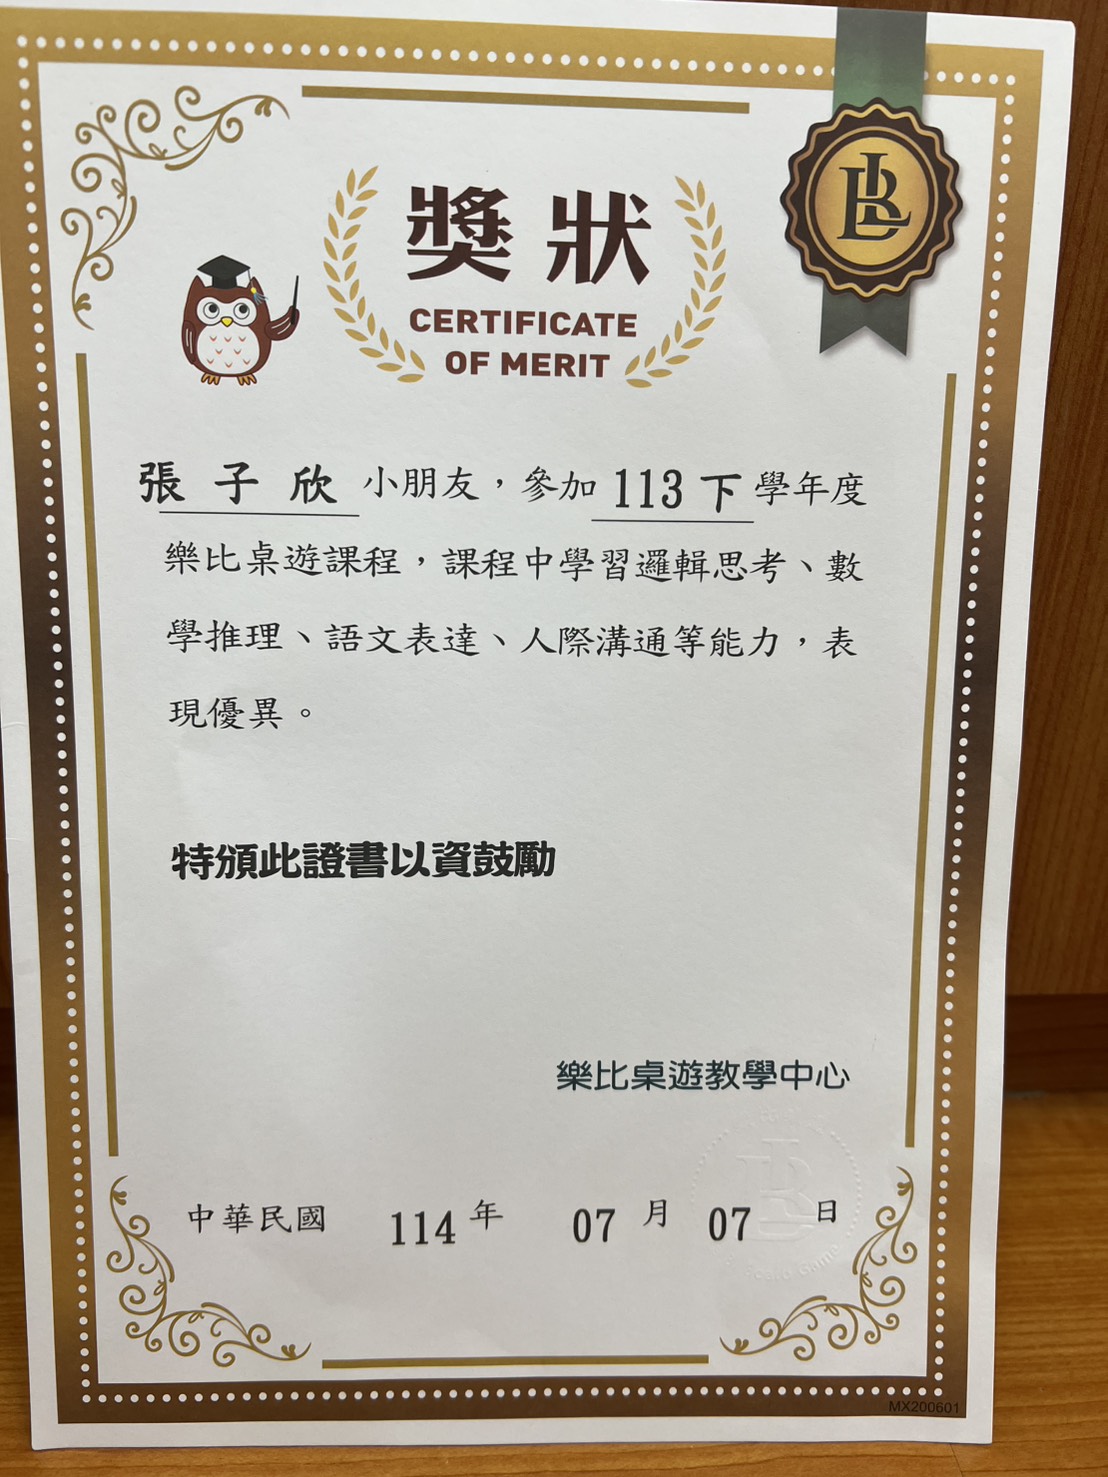 獎狀
CERTIFICATE
OF MERIT
BL
張子欣 小朋友，參加 113下 學年度
樂比桌遊課程，課程中學習邏輯思考、數
學推理、語文表達、人際溝通等能力，表
現優異。
特頒此證書以資鼓勵
樂比桌遊教學中心
中華民國 114 年 07 月 07 日
MX200601